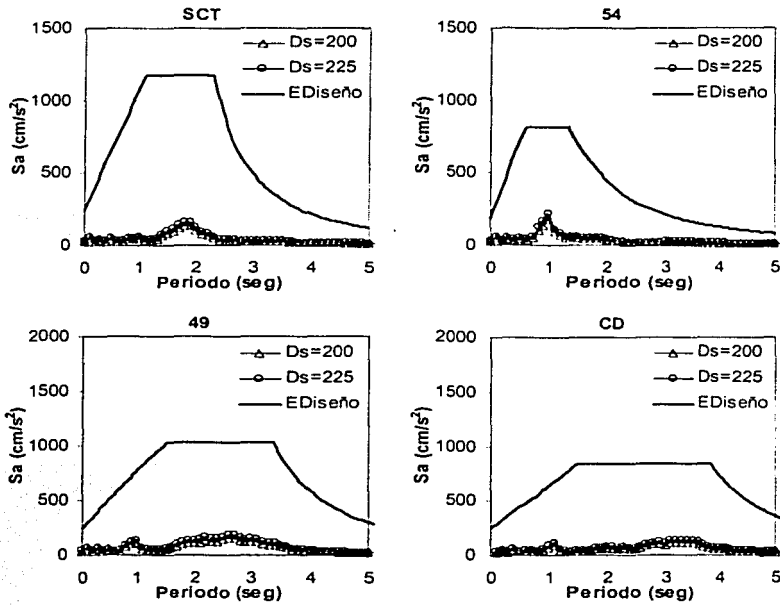 SCT
1500
1000
500
0
Sa (cm/s²)
Ds=200
Ds=225
EDiseño
0 1 2 3 4 5
Periodo (seg)
54
1500
1000
500
0
Sa (cm/s²)
Ds=200
Ds=225
EDiseño
0 1 2 3 4 5
Periodo (seg)
49
2000
1500
1000
500
0
Sa (cm/s²)
Ds=200
Ds=225
EDiseño
0 1 2 3 4 5
Periodo (seg)
CD
2000
1500
1000
500
0
Sa (cm/s²)
Ds=200
Ds=225
EDiseño
0 1 2 3 4 5
Periodo (seg)